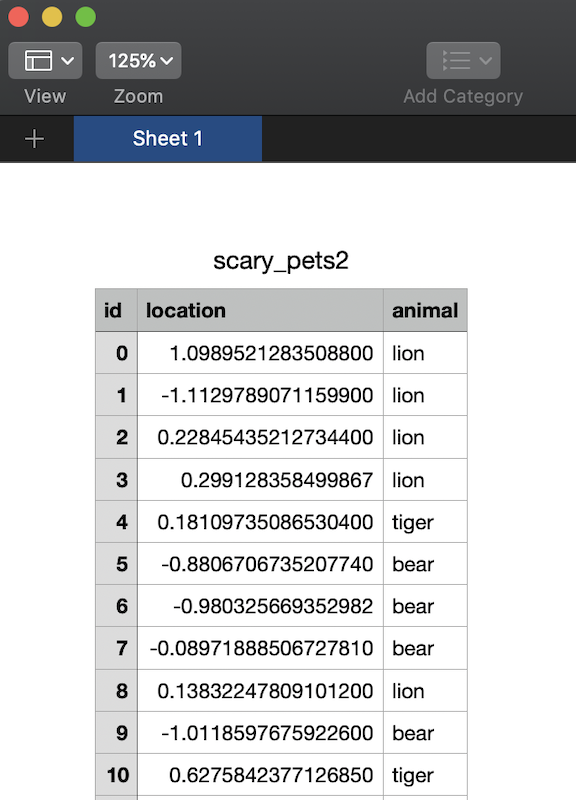 125%
View Zoom Add Category
Sheet 1
scary_pets2
id location animal
0 1.0989521283508800 lion
1 -1.1129789071159900 lion
2 0.22845435212734400 lion
3 0.299128358499867 lion
4 0.18109735086530400 tiger
5 -0.8806706735207740 bear
6 -0.980325669352982 bear
7 -0.08971888506727810 bear
8 0.13832247809101200 lion
9 -1.0118597675922600 bear
10 0.6275842377126850 tiger